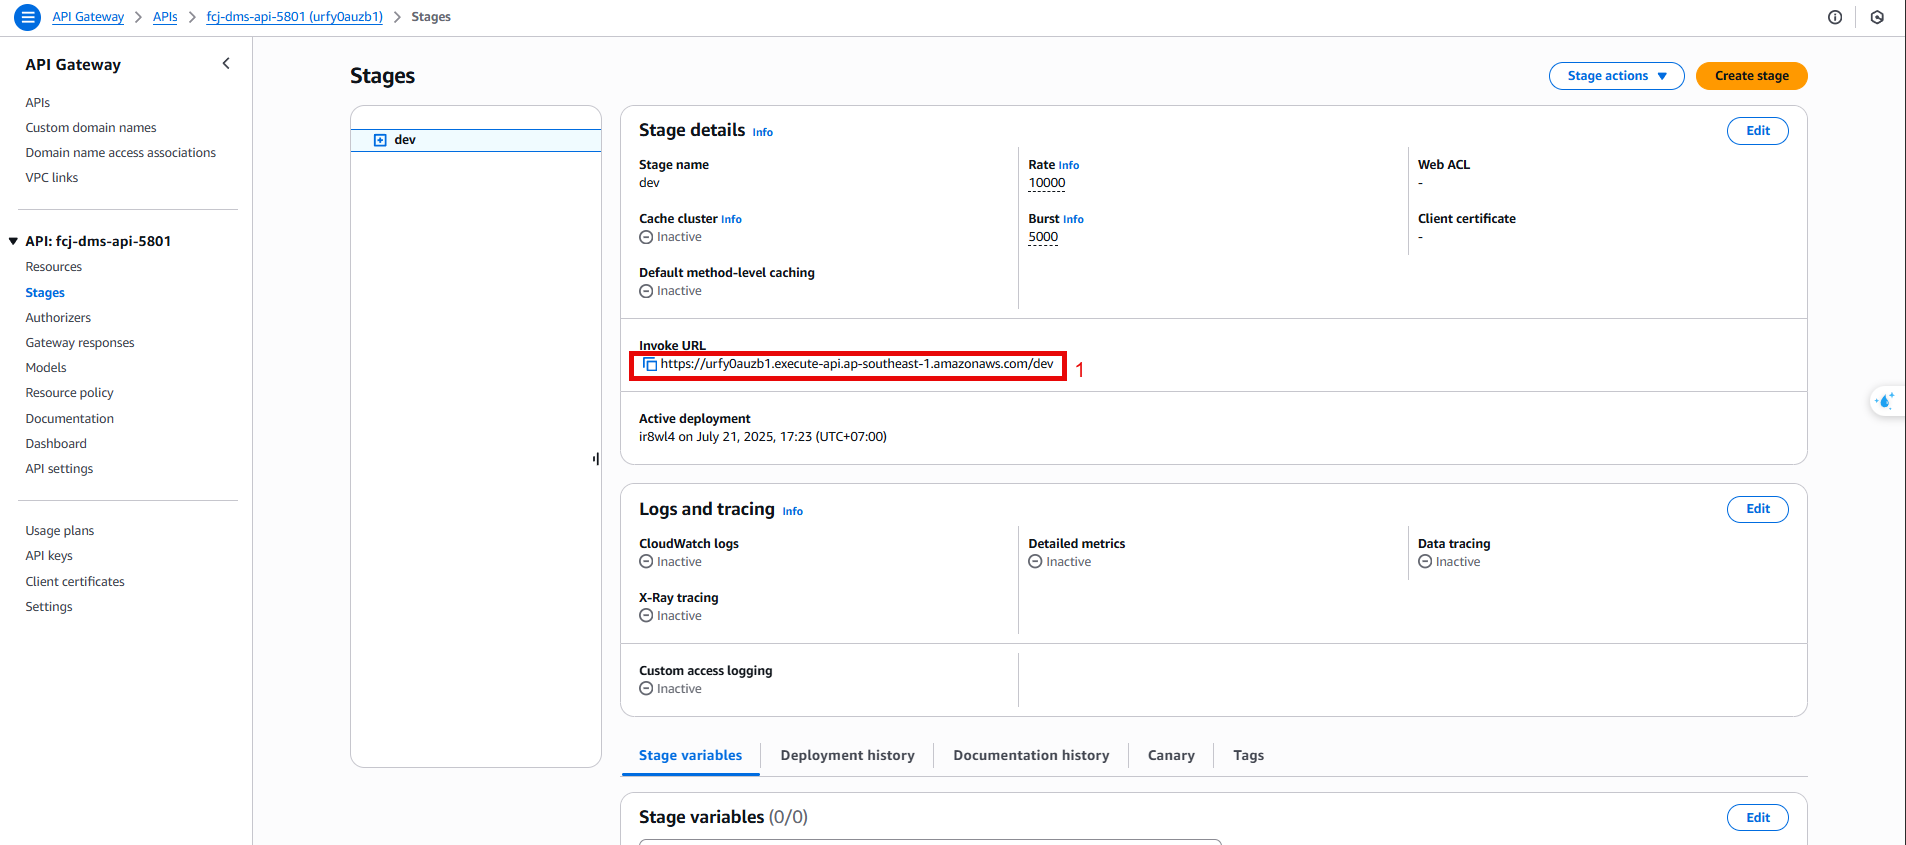 API Gateway > APIs > fcj-dms-api-5801 (urfy0auzb1) > Stages
API Gateway
APIs
Custom domain names
Domain name access associations
VPC links
API: fcj-dms-api-5801
Resources
Stages
Authorizers
Gateway responses
Models
Resource policy
Documentation
Dashboard
API settings
Usage plans
API keys
Client certificates
Settings
Stages
Stage actions
Create stage
dev
Stage details Info
Edit
Stage name
dev
Rate Info
10000
Web ACL
-
Cache cluster Info
Inactive
Burst Info
5000
Client certificate
-
Default method-level caching
Inactive
Invoke URL
https://urfy0auzb1.execute-api.ap-southeast-1.amazonaws.com/dev
1
Active deployment
ir8wl4 on July 21, 2025, 17:23 (UTC+07:00)
Logs and tracing Info
Edit
CloudWatch logs
Inactive
Detailed metrics
Inactive
Data tracing
Inactive
X-Ray tracing
Inactive
Custom access logging
Inactive
Stage variables
Deployment history
Documentation history
Canary
Tags
Stage variables (0/0)
Edit